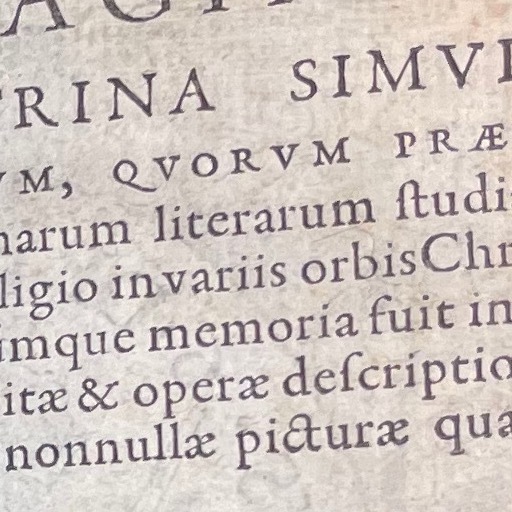 RINA SIMVL
VM, QVORVM PRÆ
narum literarum ſtudi
ligio in variis orbis Chr
imque memoria fuit in
itæ & operæ deſcriptio
nonnullæ picturæ qua